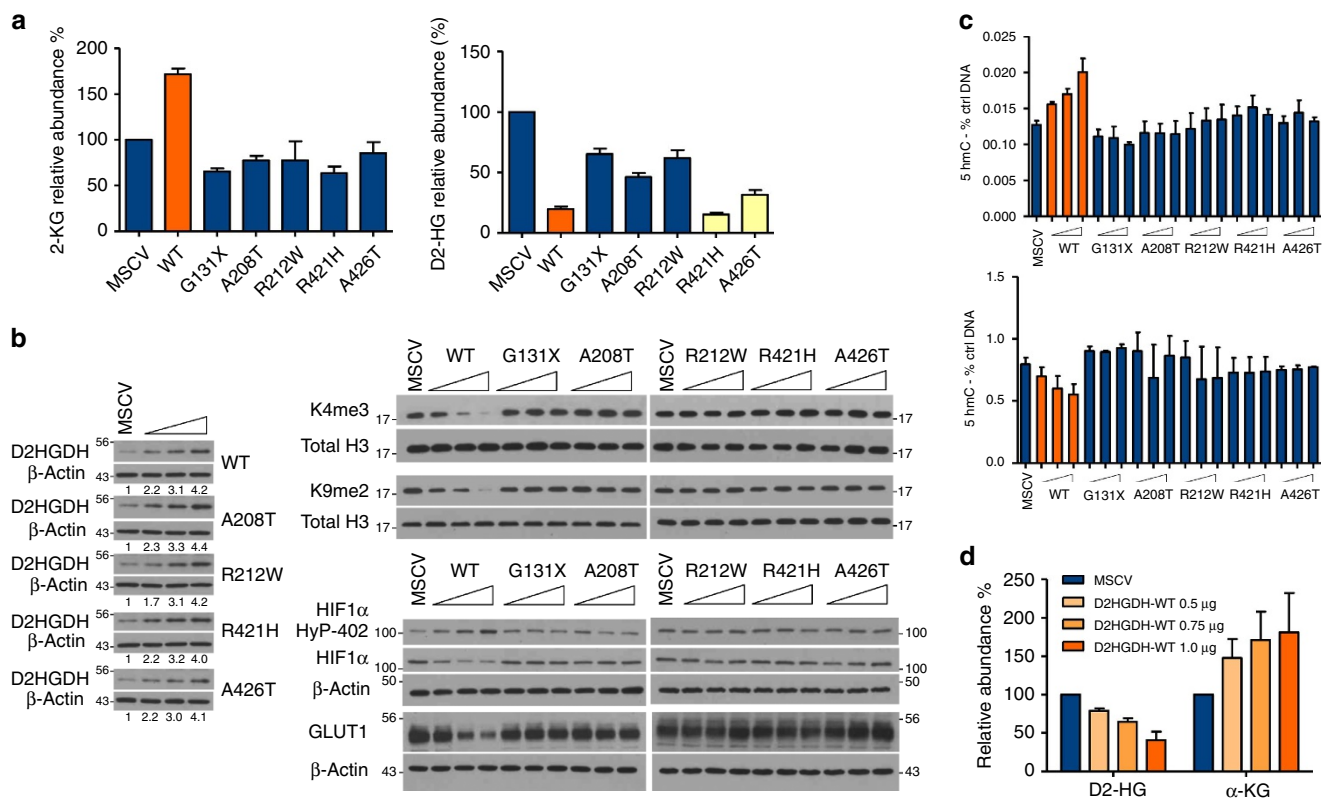 a
2-KG relative abundance %
200
150
100
50
0
MSCV
WT
G131X
A208T
R212W
R421H
A426T
D2-HG relative abundance (%)
150
100
50
0
MSCV
WT
G131X
A208T
R212W
R421H
A426T
b
MSCV
D2HGDH 56
β-Actin 43
1 2.2 3.1 4.2
WT
D2HGDH 56
β-Actin 43
1 2.3 3.3 4.4
A208T
D2HGDH 56
β-Actin 43
1 1.7 3.1 4.2
R212W
D2HGDH 56
β-Actin 43
1 2.2 3.2 4.0
R421H
D2HGDH 56
β-Actin 43
1 2.2 3.0 4.1
A426T
MSCV WT G131X A208T
MSCV R212W R421H A426T
K4me3 17 17
Total H3 17 17
K9me2 17 17
Total H3 17 17
MSCV WT G131X A208T
MSCV R212W R421H A426T
HIF1α
HyP-402 100 100
HIF1α 100 100
β-Actin 50 50
GLUT1 56 56
β-Actin 43 43
c
5 hmC - % ctrl DNA
0.025
0.020
0.015
0.010
0.005
0.000
MSCV
WT G131X A208T R212W R421H A426T
5 hmC - % ctrl DNA
1.5
1.0
0.5
0.0
MSCV
WT G131X A208T R212W R421H A426T
d
Relative abundance %
250
200
150
100
50
0
MSCV
D2HGDH-WT 0.5 μg
D2HGDH-WT 0.75 μg
D2HGDH-WT 1.0 μg
D2-HG α-KG